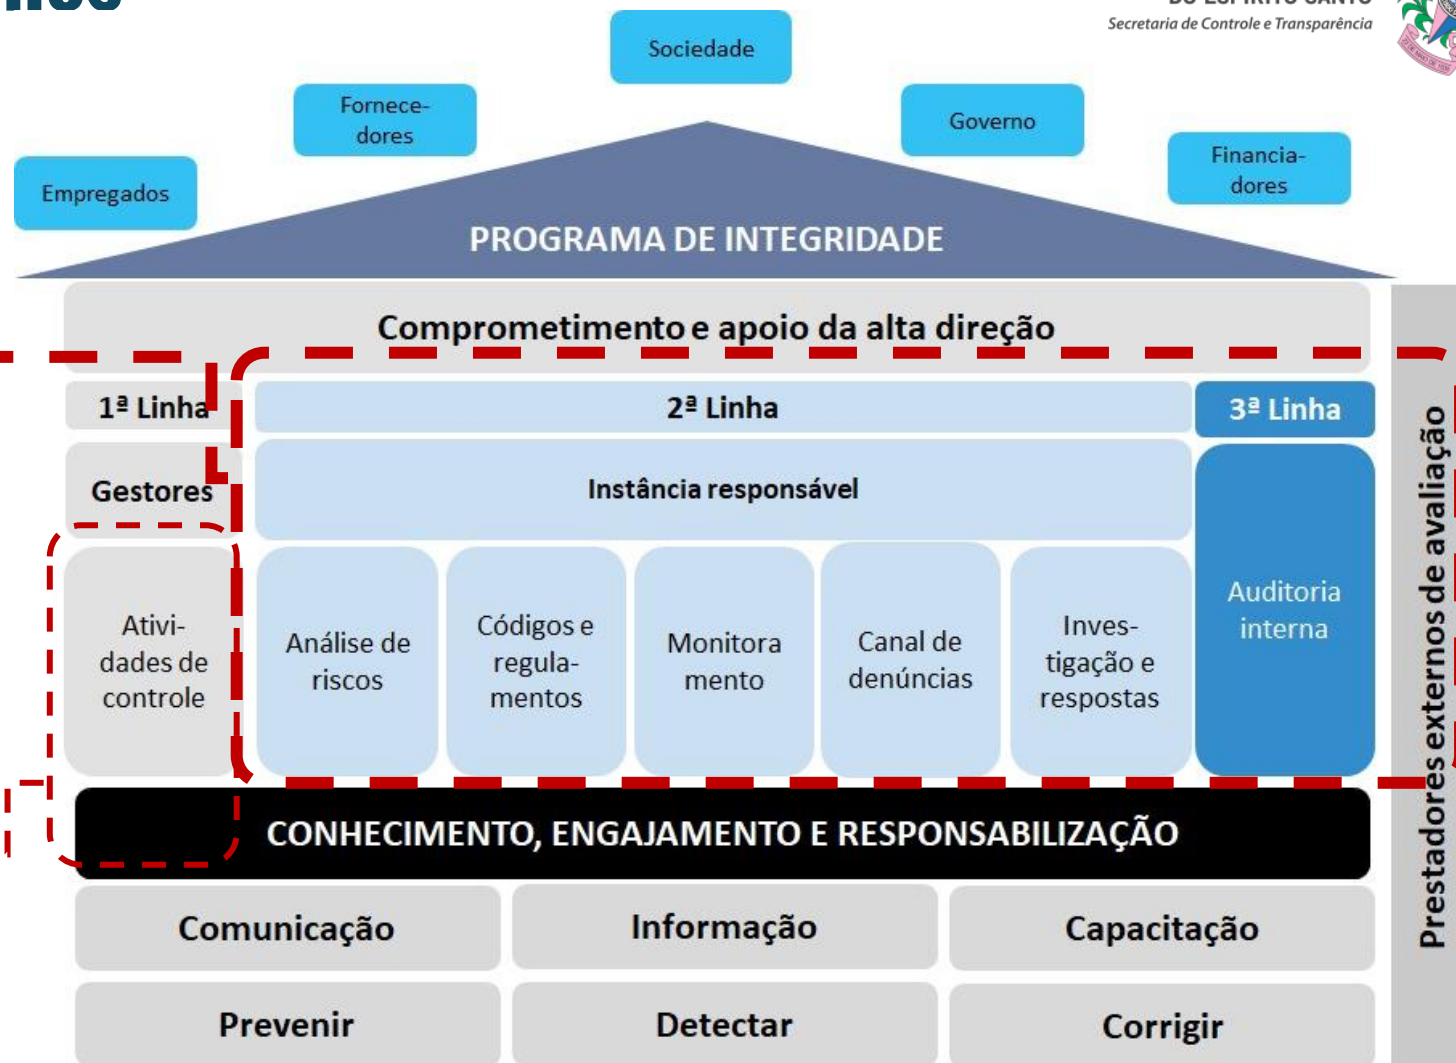 DO ESPÍRITO SANTO
Secretaria de Controle e Transparência
Sociedade
Fornece-
dores
Governo
Financia-
dores
Empregados
PROGRAMA DE INTEGRIDADE
Comprometimento e apoio da alta direção
1ª Linha
2ª Linha
3ª Linha
Gestores
Instância responsável
Ativi-
dades de
controle
Análise de
riscos
Códigos e
regula-
mentos
Monitora
mento
Canal de
denúncias
Inves-
tigação e
respostas
Auditoria
interna
Prestadores externos de avaliação
CONHECIMENTO, ENGAJAMENTO E RESPONSABILIZAÇÃO
Comunicação
Informação
Capacitação
Prevenir
Detectar
Corrigir